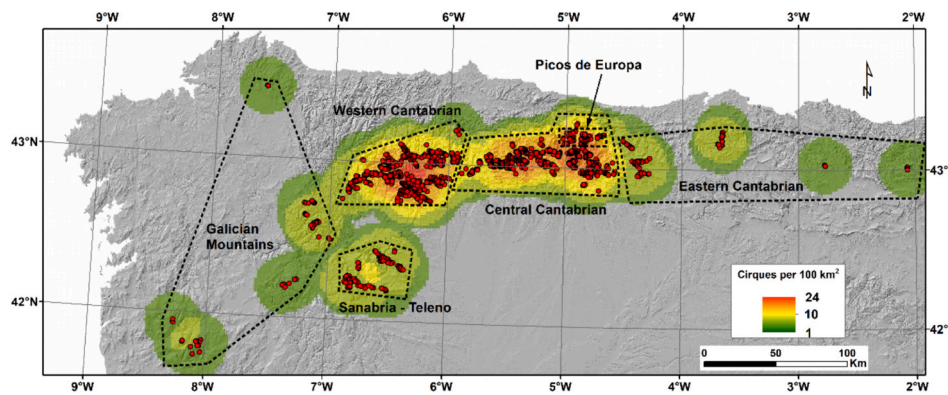 9°W 8°W 7°W 6°W 5°W 4°W 3°W 2°W
Picos de Europa
N
Western Cantabrian
43°N
43°N
Eastern Cantabrian
Central Cantabrian
Galician
Mountains
Cirques per 100 km²
24
10
1
42°N
Sanabria - Teleno
42°
0 50 100
Km
9°W 8°W 7°W 6°W 5°W 4°W 3°W 2°W